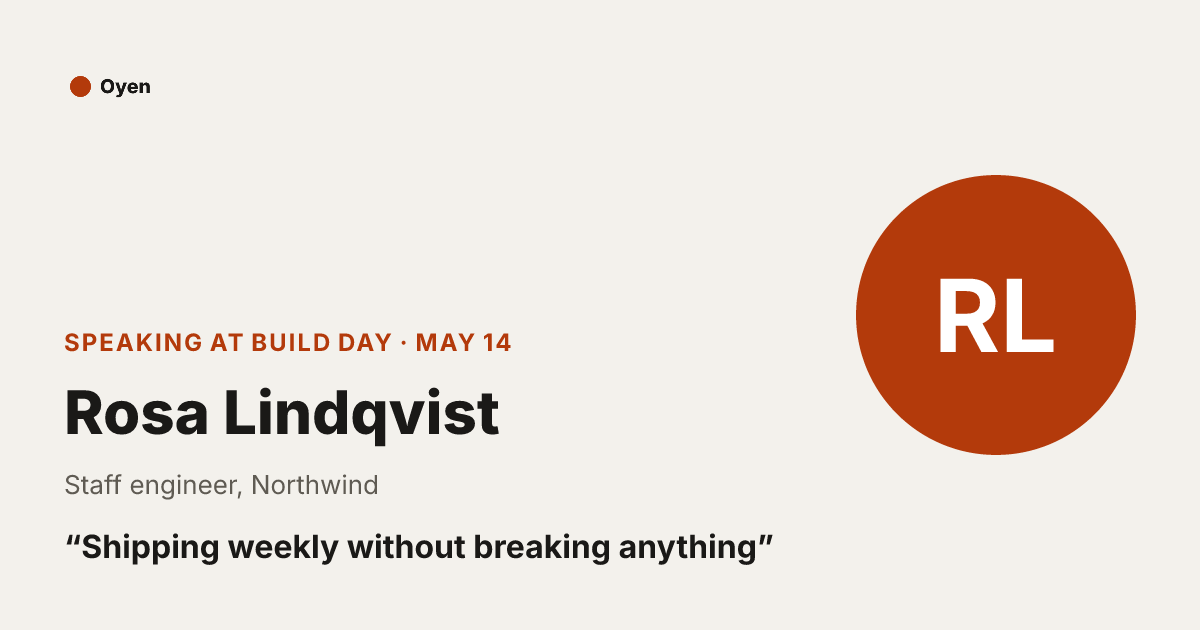 Oyen
SPEAKING AT BUILD DAY · MAY 14
Rosa Lindqvist
Staff engineer, Northwind
“Shipping weekly without breaking anything”
RL